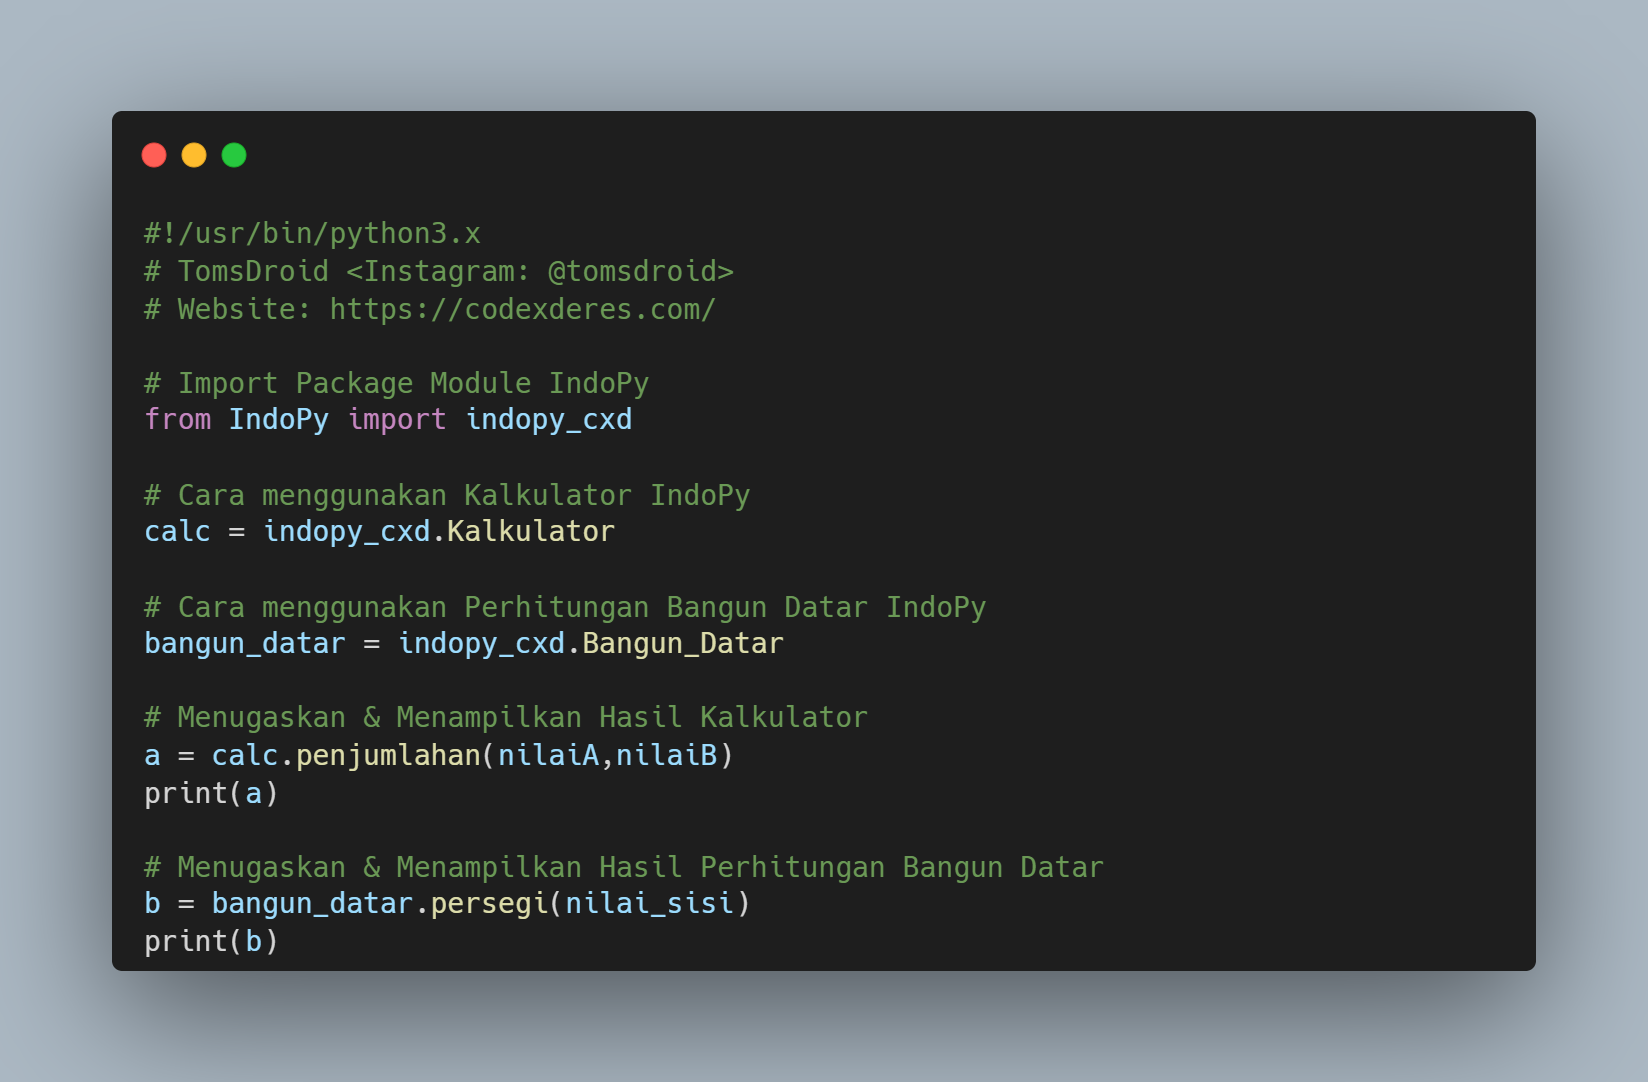 #!/usr/bin/python3.x
# TomsDroid <Instagram: @tomsdroid>
# Website: https://codexderes.com/
# Import Package Module IndoPy
from IndoPy import indopy_cxd
# Cara menggunakan Kalkulator IndoPy
calc = indopy_cxd.Kalkulator
# Cara menggunakan Perhitungan Bangun Datar IndoPy
bangun_datar = indopy_cxd.Bangun_Datar
# Menugaskan & Menampilkan Hasil Kalkulator
a = calc.penjumlahan(nilaiA,nilaiB)
print(a)
# Menugaskan & Menampilkan Hasil Perhitungan Bangun Datar
b = bangun_datar.persegi(nilai_sisi)
print(b)